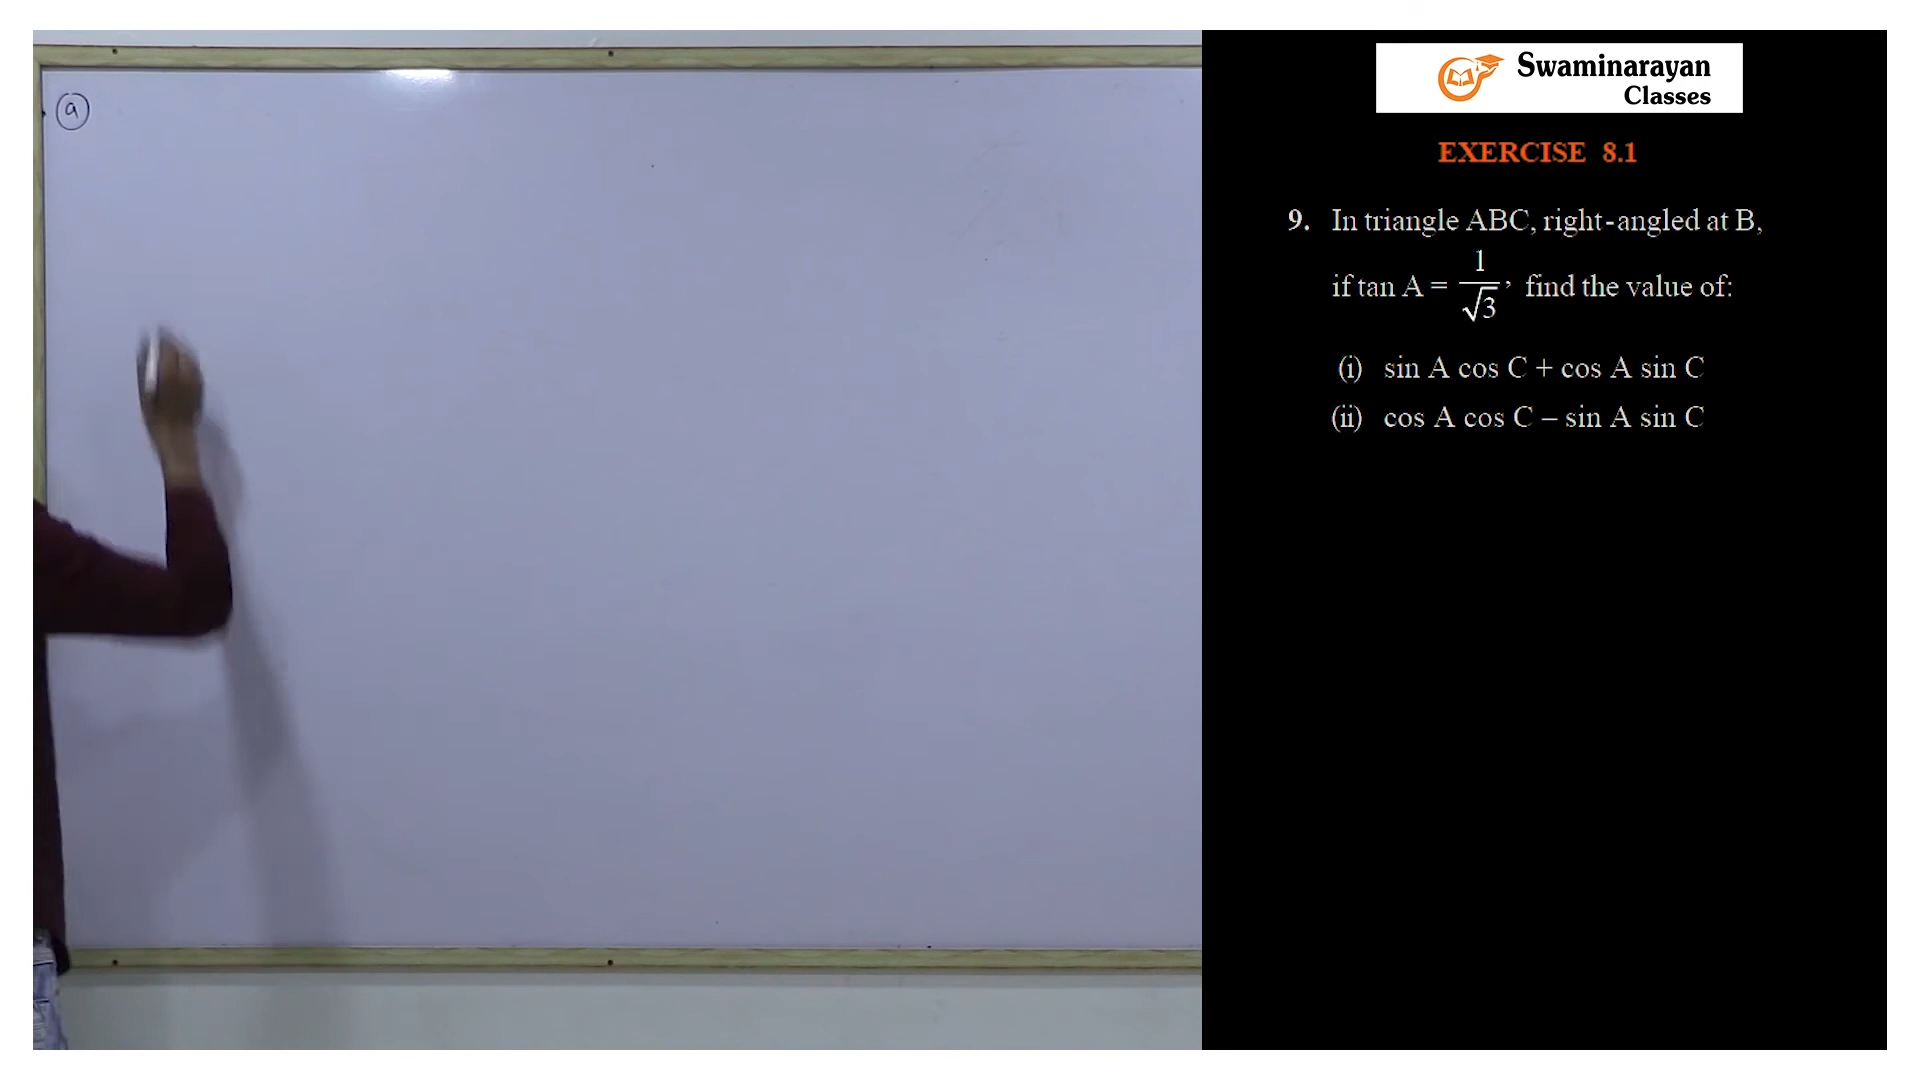 9
Swaminarayan
Classes
EXERCISE 8.1
9. In triangle ABC, right-angled at B,
if tan A = 1/√3, find the value of:
(i) sin A cos C + cos A sin C
(ii) cos A cos C – sin A sin C